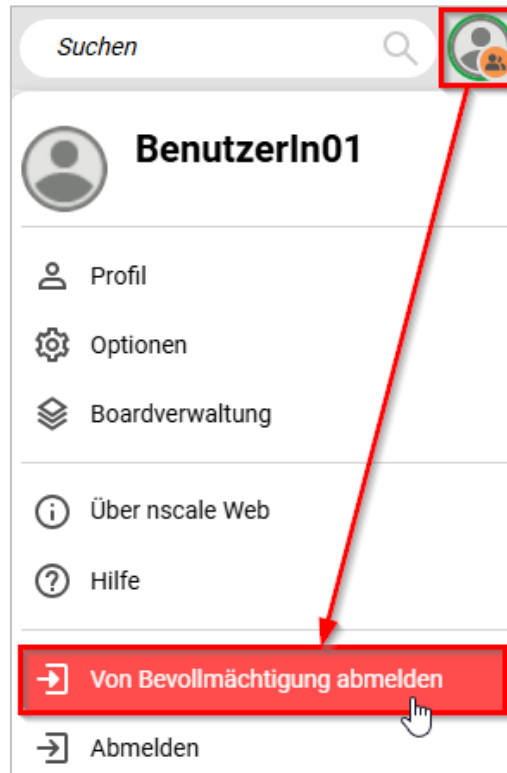 Suchen
BenutzerIn01
Profil
Optionen
Boardverwaltung
Über nscale Web
Hilfe
Von Bevollmächtigung abmelden
Abmelden